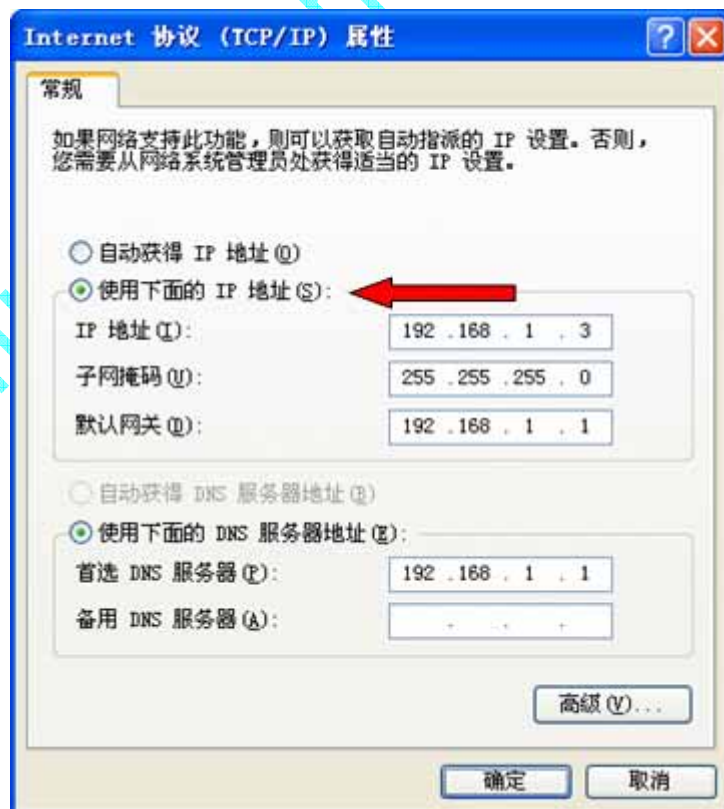 Internet 协议 (TCP/IP) 属性
常规
如果网络支持此功能，则可以获取自动指派的 IP 设置。否则，
您需要从网络系统管理员处获得适当的 IP 设置。
自动获得 IP 地址(O)
使用下面的 IP 地址(S):
IP 地址(I): 192 .168 . 1 . 3
子网掩码(U): 255 .255 .255 . 0
默认网关(D): 192 .168 . 1 . 1
自动获得 DNS 服务器地址(B)
使用下面的 DNS 服务器地址(E):
首选 DNS 服务器(P): 192 .168 . 1 . 1
备用 DNS 服务器(A): . . .
高级(V)...
确定 取消